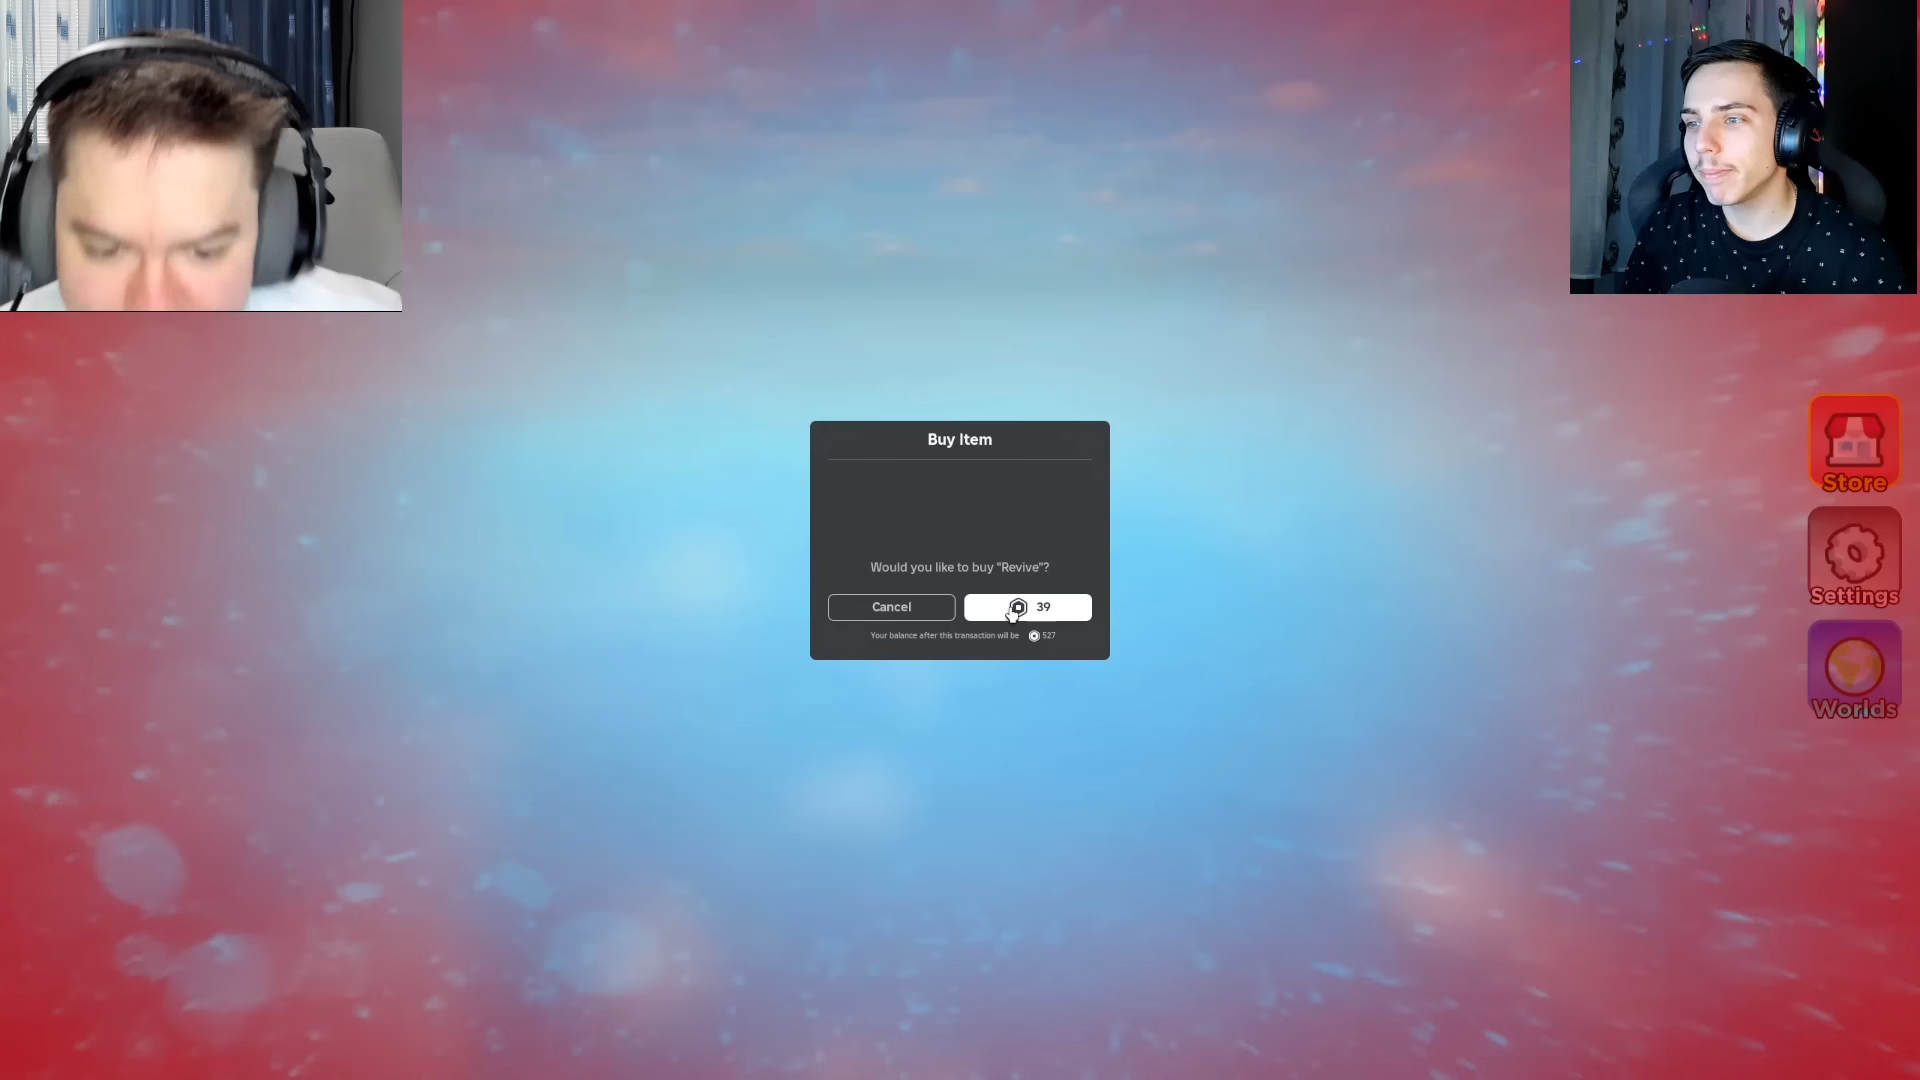 Buy Item
Would you like to buy "Revive"?
Cancel
39
Your balance after this transaction will be 527
Store
Settings
Worlds